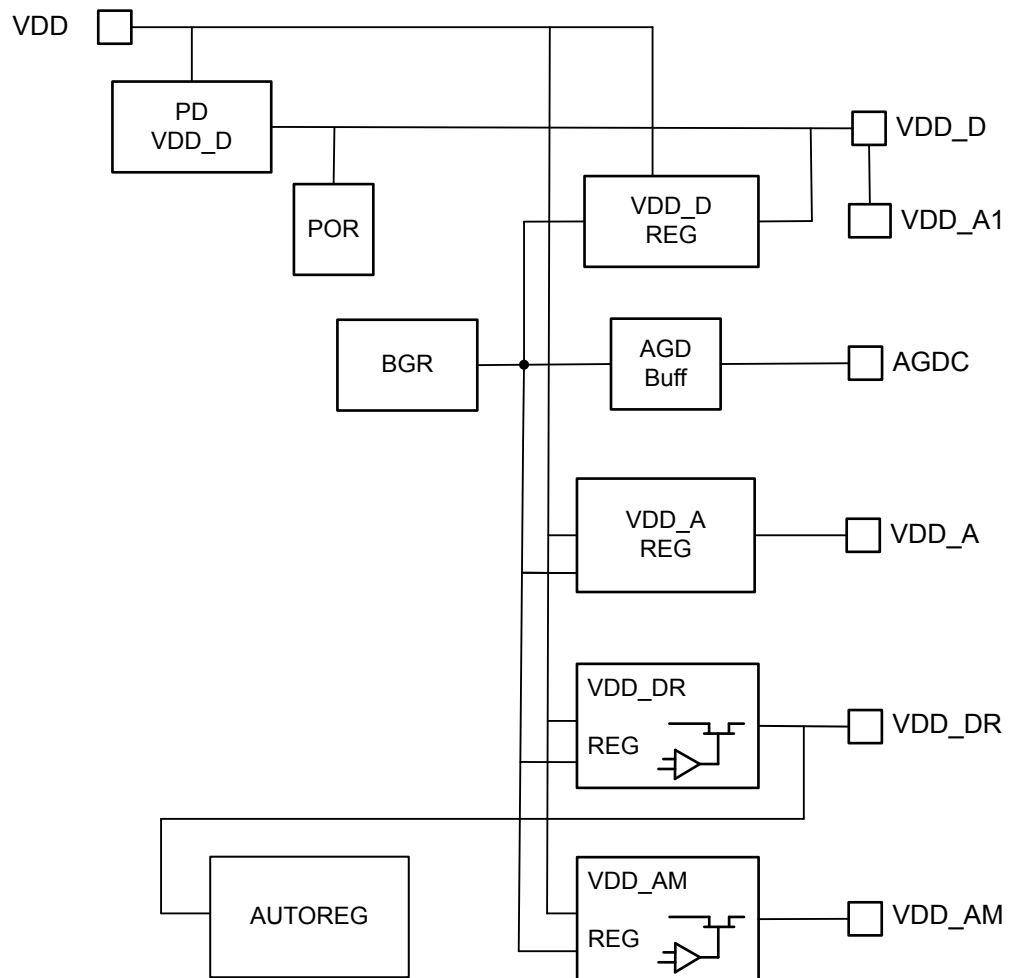 VDD
PD
VDD_D
VDD_D
POR
VDD_D
REG
VDD_A1
BGR
AGD
Buff
AGDC
VDD_A
REG
VDD_A
VDD_DR
REG
VDD_DR
AUTOREG
VDD_AM
REG
VDD_AM